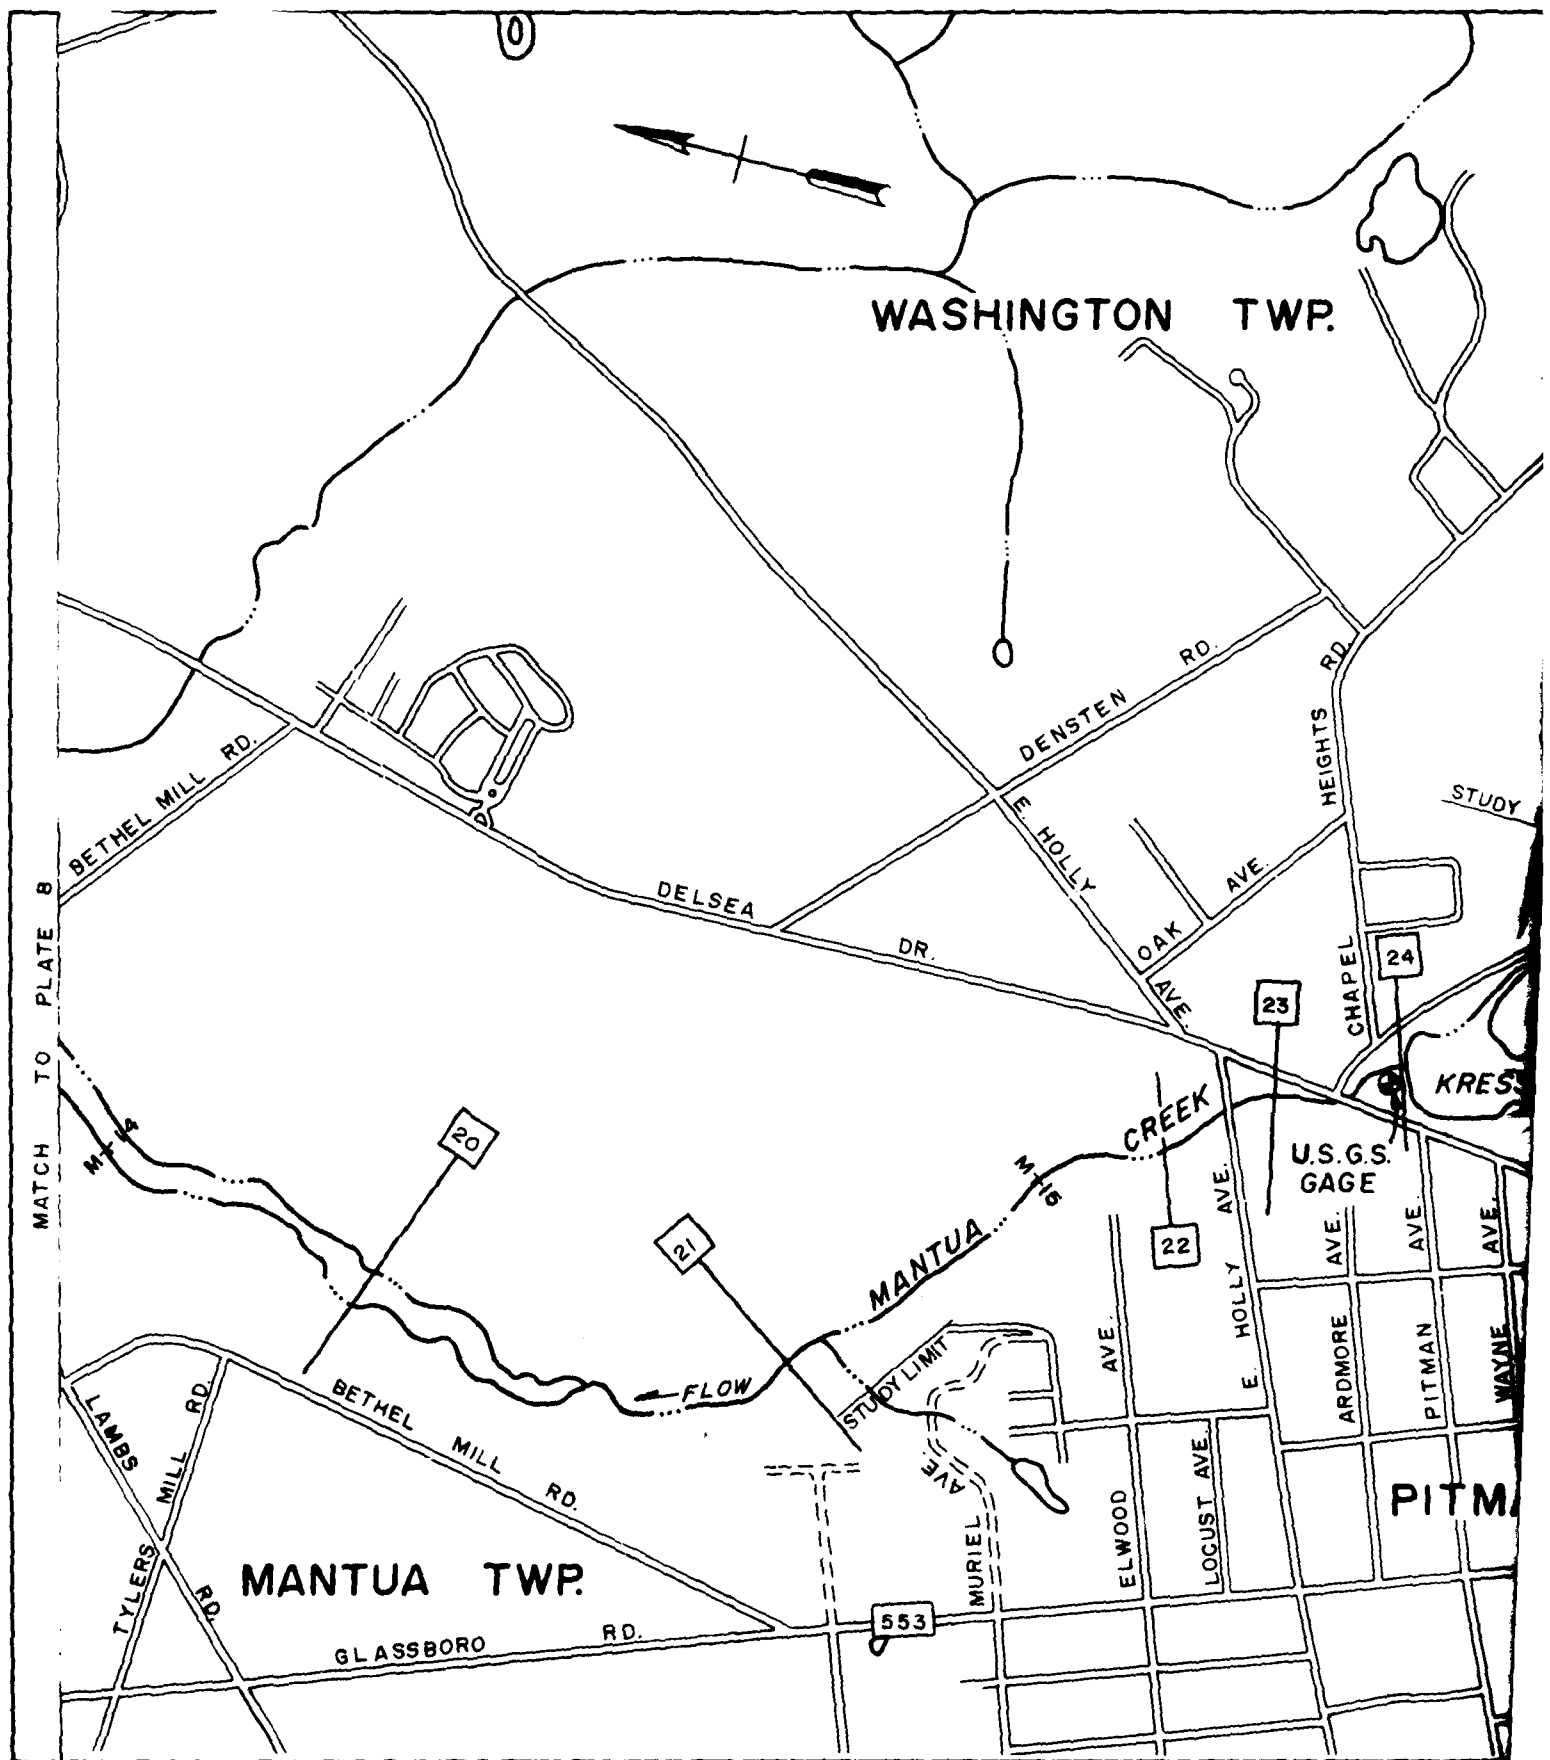 WASHINGTON TWP.
DENSTEN RD.
CHAPEL HEIGHTS RD.
BETHEL MILL RD.
E. HOLLY AVE.
STUDY
OAK AVE.
DELSEA DR.
MATCH TO PLATE 8
24
23
KRESS
M-14
20
MANTUA CREEK
U.S.G.S.
GAGE
M-15
21
22
FLOW
STUDY LIMIT
LAMBS RD.
TYLERS MILL RD.
BETHEL MILL RD.
MURIEL AVE.
ELWOOD AVE.
LOCUST AVE.
E. HOLLY AVE.
ARDMORE AVE.
PITMAN AVE.
WAYNE AVE.
PITMA
MANTUA TWP.
553
GLASSBORO RD.